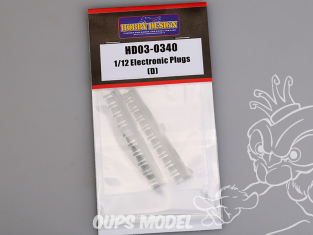 HOBBY DESIGN
HD03-0340
1/12 Electronic Plugs
(D)
OUPS MODEL